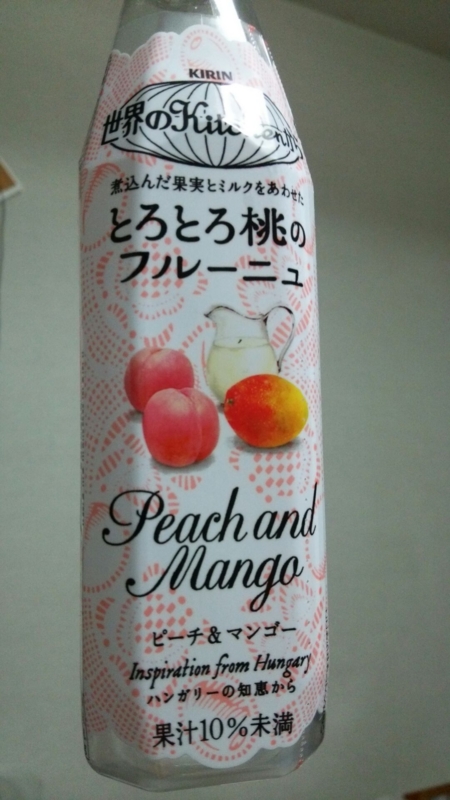 KIRIN
世界のKitchenから
煮込んだ果実とミルクをあわせた
とろとろ桃の
フルーニュ
Peach and
Mango
ピーチ&マンゴー
Inspiration from Hungary
ハンガリーの知恵から
果汁10%未満